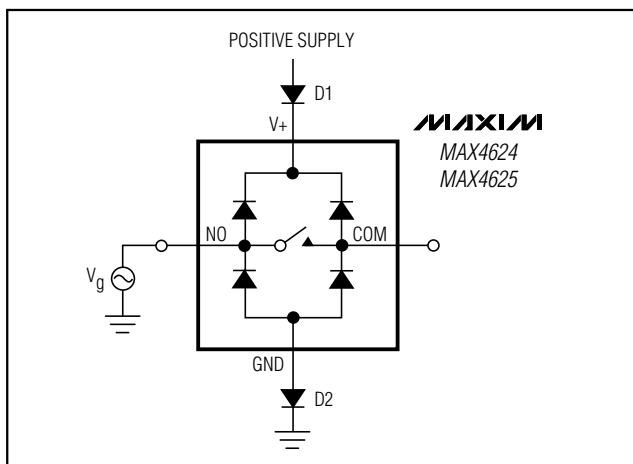 POSITIVE SUPPLY
D1
V+
MAXIM
MAX4624
MAX4625
NO
COM
Vg
GND
D2